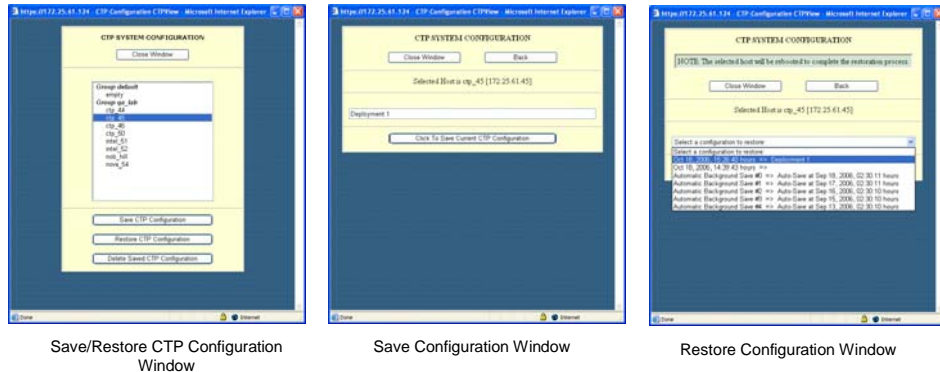 https://172.25.61.124 - CTP Configuration CTPView - Microsoft Internet Explorer
CTP SYSTEM CONFIGURATION
Close Window
Group default
empty
Group qa_lab
ctp_44
ctp_45
ctp_46
ctp_50
intel_51
intel_52
nob_hill
nova_54
Save CTP Configuration
Restore CTP Configuration
Delete Saved CTP Configuration
Done
Internet
Save/Restore CTP Configuration
Window
https://172.25.61.124 - CTP Configuration CTPView - Microsoft Internet Explorer
CTP SYSTEM CONFIGURATION
Close Window
Back
Selected Host is ctp_45 [172.25.61.45]
Deployment 1
Click To Save Current CTP Configuration
Done
Internet
Save Configuration Window
https://172.25.61.124 - CTP Configuration CTPView - Microsoft Internet Explorer
CTP SYSTEM CONFIGURATION
NOTE: The selected host will be rebooted to complete the restoration process
Close Window
Back
Selected Host is ctp_45 [172.25.61.45]
Select a configuration to restore
Select a configuration to restore
Oct 18, 2006, 15:26:40 hours => Deployment 1
Oct 18, 2006, 14:39:43 hours =>
Automatic Background Save #0 => Auto-Save at Sep 18, 2006, 02:30:11 hours
Automatic Background Save #1 => Auto-Save at Sep 17, 2006, 02:30:11 hours
Automatic Background Save #2 => Auto-Save at Sep 16, 2006, 02:30:10 hours
Automatic Background Save #3 => Auto-Save at Sep 15, 2006, 02:30:10 hours
Automatic Background Save #4 => Auto-Save at Sep 13, 2006, 02:30:10 hours
Done
Internet
Restore Configuration Window